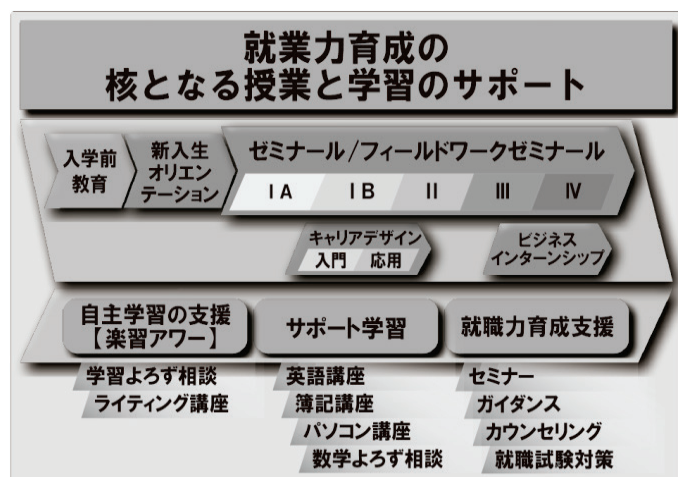 就業力育成の
核となる授業と学習のサポート
入学前
教育
新入生
オリエン
テーション
ゼミナール/フィールドワークゼミナール
ⅠA ⅠB Ⅱ Ⅲ Ⅳ
キャリアデザイン
入門 応用
ビジネス
インターンシップ
自主学習の支援
【楽習アワー】
サポート学習
就職力育成支援
学習よろず相談
ライティング講座
英語講座
簿記講座
パソコン講座
数学よろず相談
セミナー
ガイダンス
カウンセリング
就職試験対策